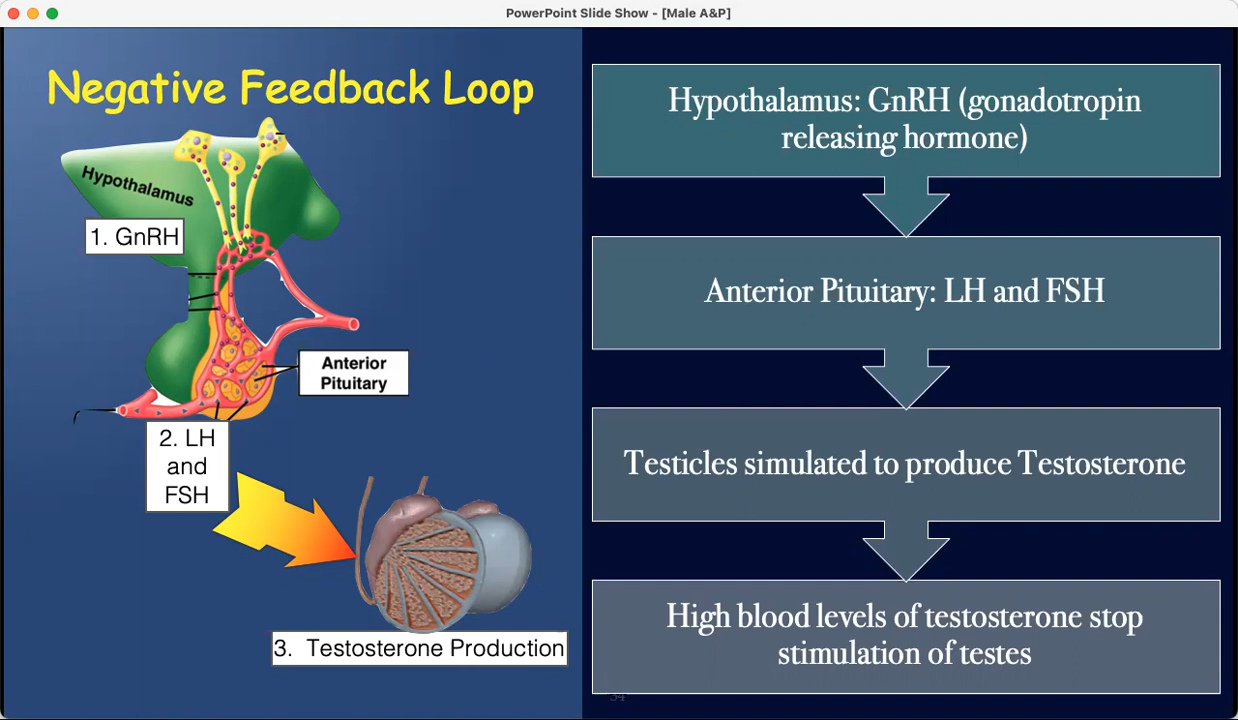 PowerPoint Slide Show - [Male A&P]
Negative Feedback Loop
Hypothalamus
1. GnRH
Anterior
Pituitary
2. LH
and
FSH
3. Testosterone Production
Hypothalamus: GnRH (gonadotropin
releasing hormone)
Anterior Pituitary: LH and FSH
Testicles simulated to produce Testosterone
High blood levels of testosterone stop
stimulation of testes
34